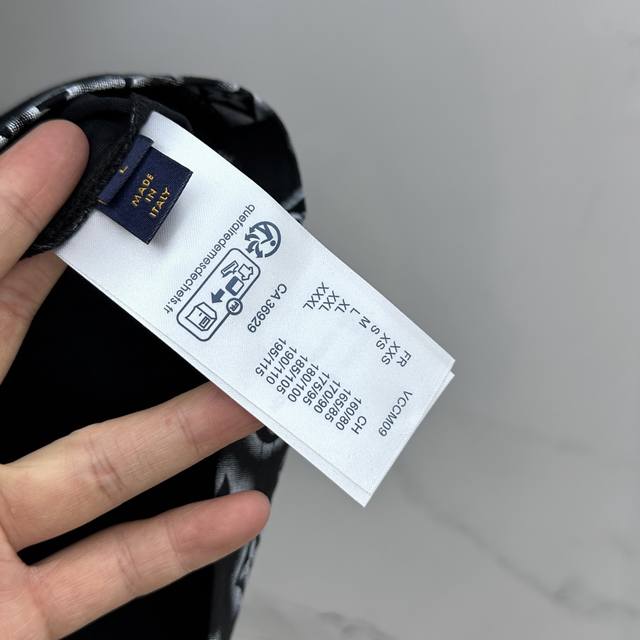 L
MADE
IN
ITALY
VCCM09
FR CH
XXS 160/80
XS 165/85
S 170/90
M 175/95
L 180/100
XL 185/105
XXL 190/110
XXXL 195/115
CA 36929
quefairedemesdechets.fr